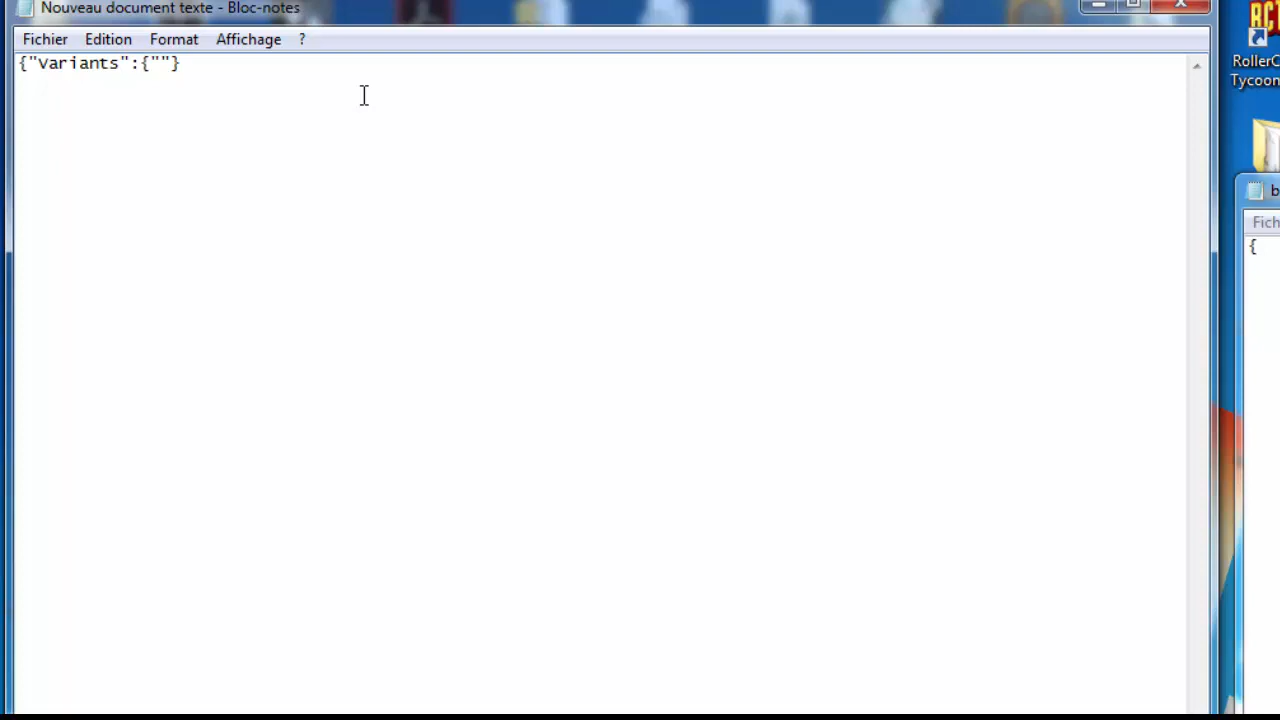 Nouveau document texte - Bloc-notes
Fichier Edition Format Affichage ?
{"Variants":{""}
RollerC
Tycoon
b
Fich
{